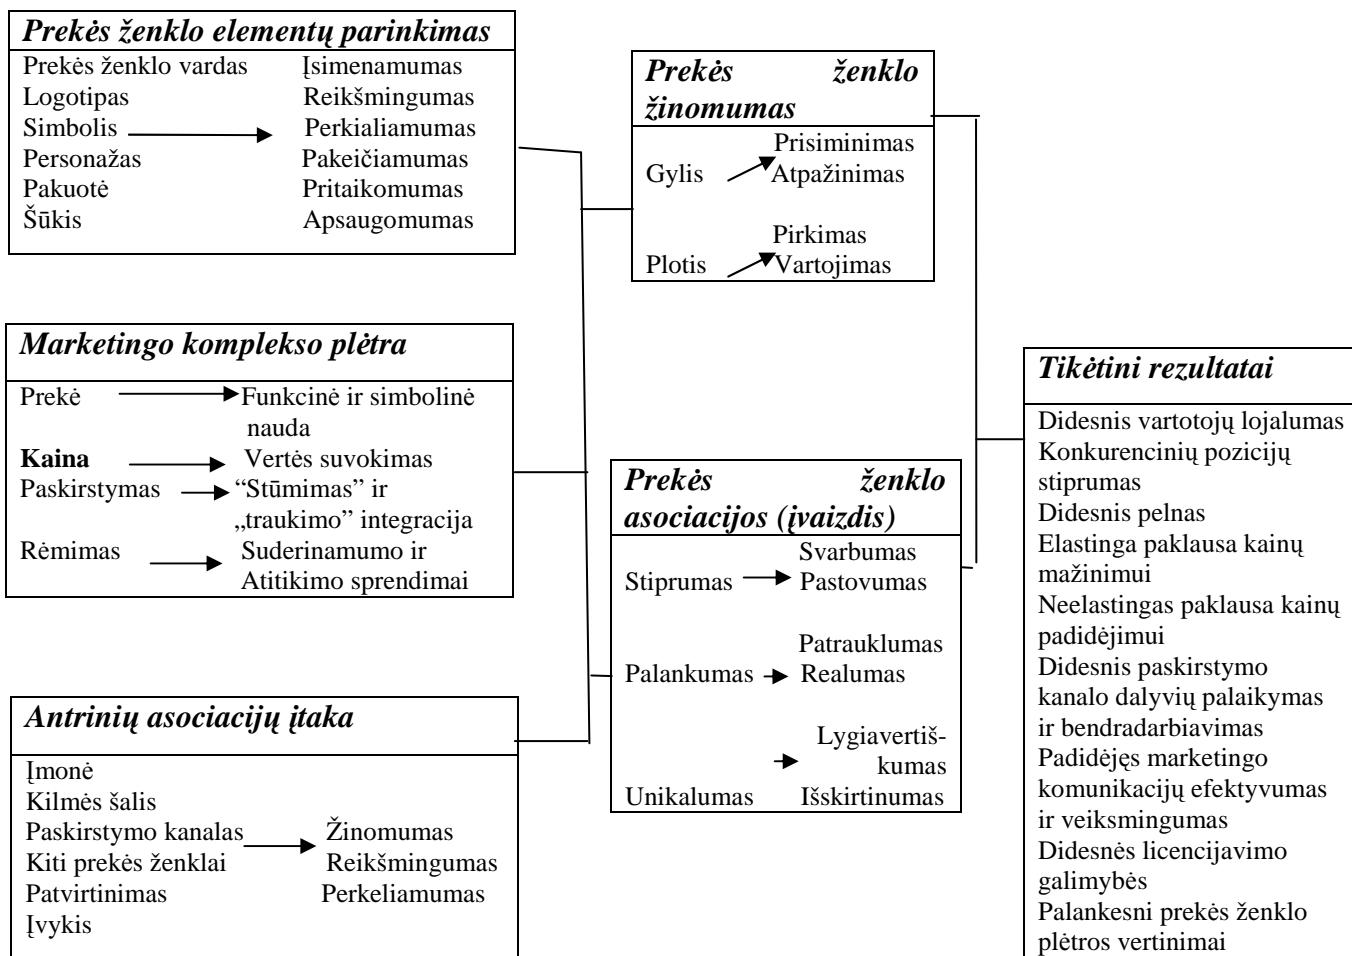 Prekės ženklo elementų parinkimas
Prekės ženklo vardas Įsimenamumas
Logotipas Reikšmingumas
Simbolis Perkialiamumas
Personažas Pakeičiamumas
Pakuotė Pritaikomumas
Šūkis Apsaugomumas
Marketingo komplekso plėtra
Prekė Funkcinė ir simbolinė
nauda
Kaina Vertės suvokimas
Paskirstymas “Stūmimas” ir
„traukimo” integracija
Rėmimas Suderinamumo ir
Atitikimo sprendimai
Antrinių asociacijų įtaka
Įmonė
Kilmės šalis
Paskirstymo kanalas Žinomumas
Kiti prekės ženklai Reikšmingumas
Patvirtinimas Perkeliamumas
Įvykis
Prekės ženklo
žinomumas
Prisiminimas
Gylis Atpažinimas
Pirkimas
Plotis Vartojimas
Prekės ženklo
asociacijos (įvaizdis)
Svarbumas
Stiprumas Pastovumas
Patrauklumas
Palankumas Realumas
Lygiavertiš-
kumas
Unikalumas Išskirtinumas
Tikėtini rezultatai
Didesnis vartotojų lojalumas
Konkurencinių pozicijų
stiprumas
Didesnis pelnas
Elastinga paklausa kainų
mažinimui
Neelastingas paklausa kainų
padidėjimui
Didesnis paskirstymo
kanalo dalyvių palaikymas
ir bendradarbiavimas
Padidėjęs marketingo
komunikacijų efektyvumas
ir veiksmingumas
Didesnės licencijavimo
galimybės
Palankesni prekės ženklo
plėtros vertinimai